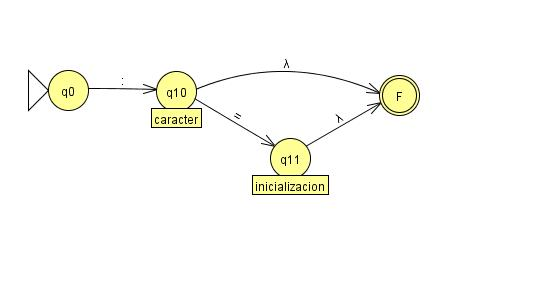 λ
q0
:
q10
F
caracter
=
λ
q11
inicializacion